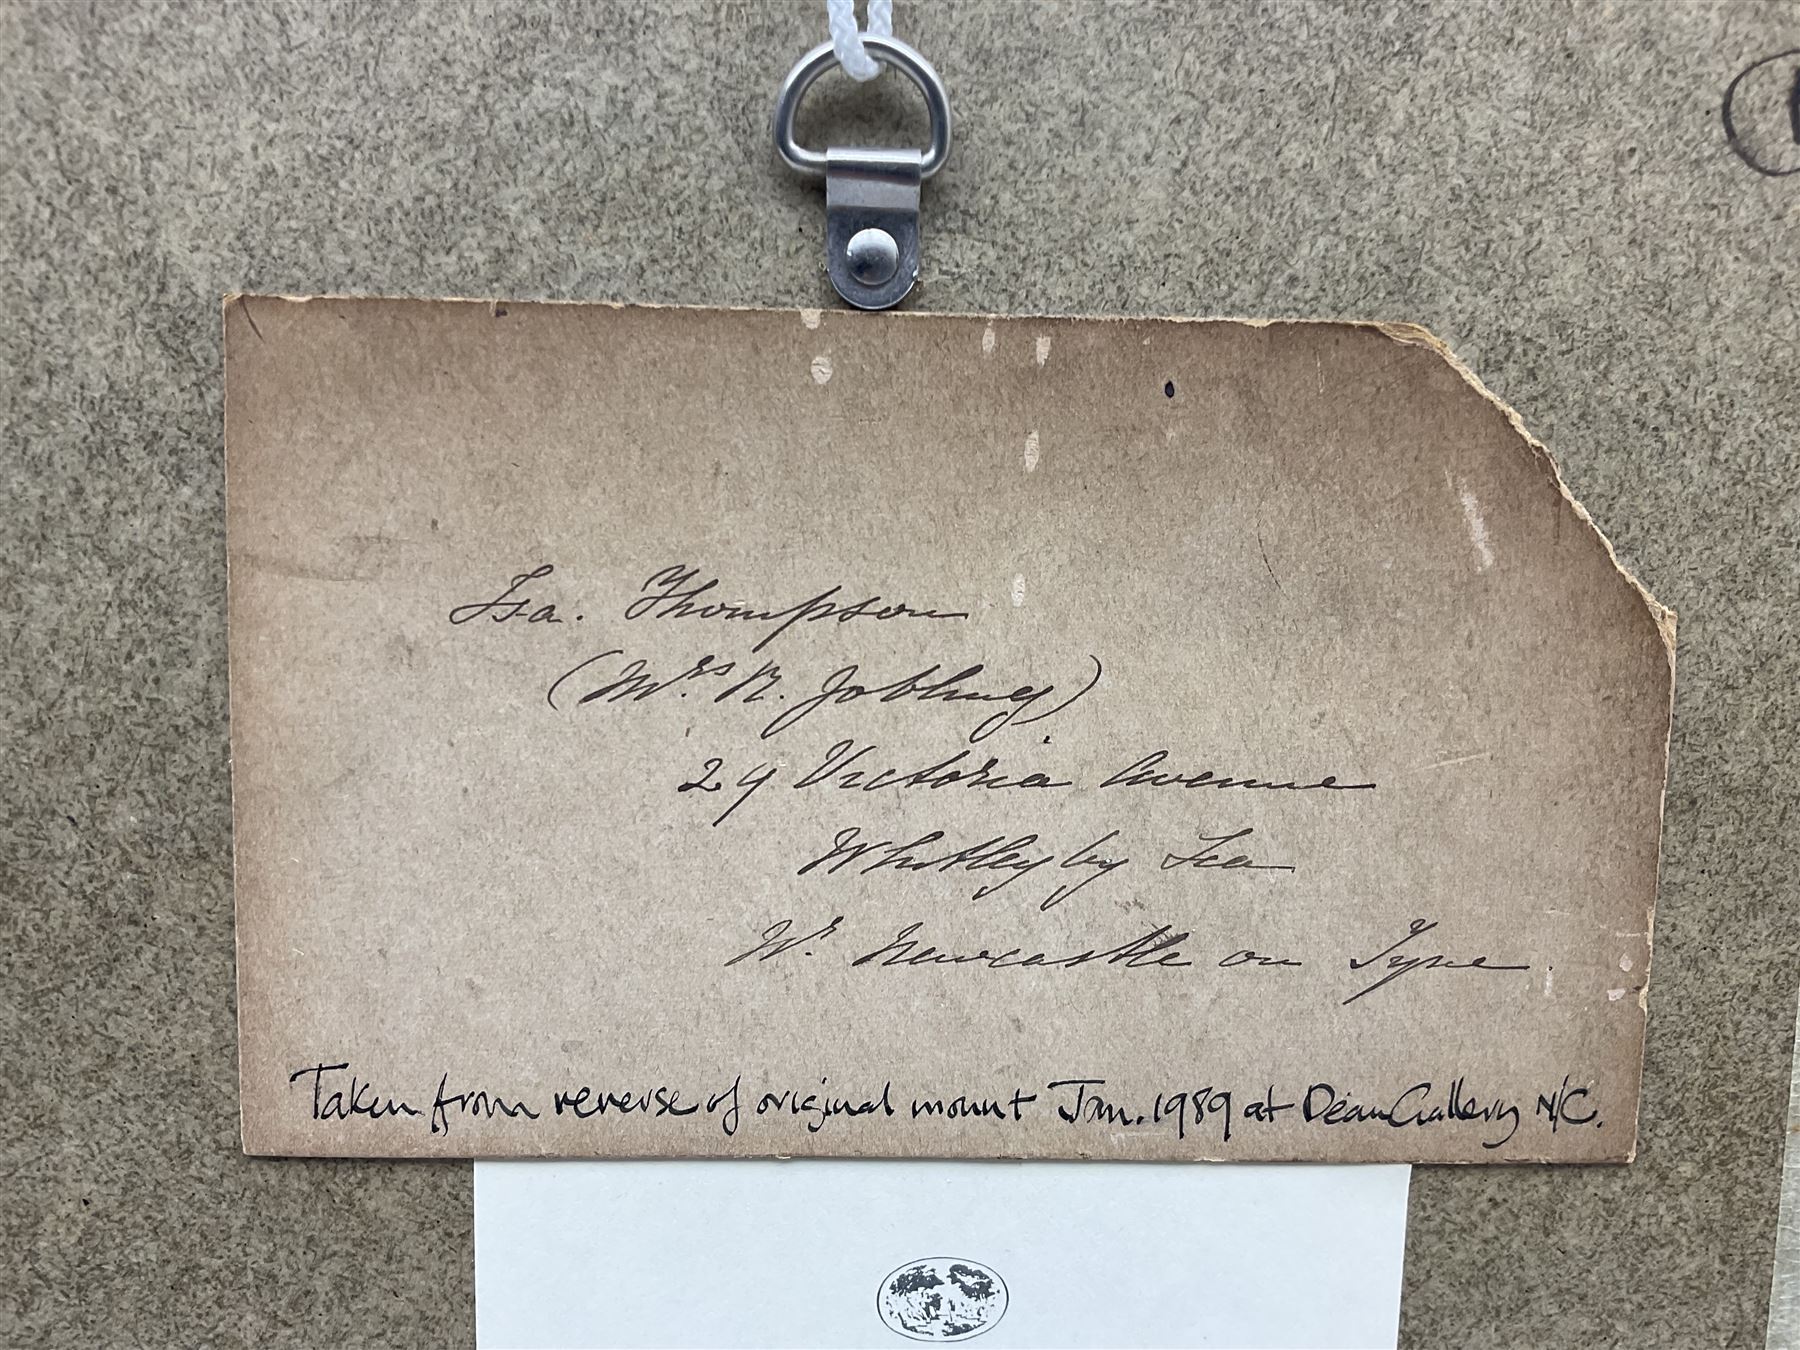 Isa. Thompson
(Mrs R. Jobling)
29 Victoria Avenue
Whitley by Sea
Nr. Newcastle on Tyne.
Taken from reverse of original mount Jan. 1989 at Dean Gallery N/C.